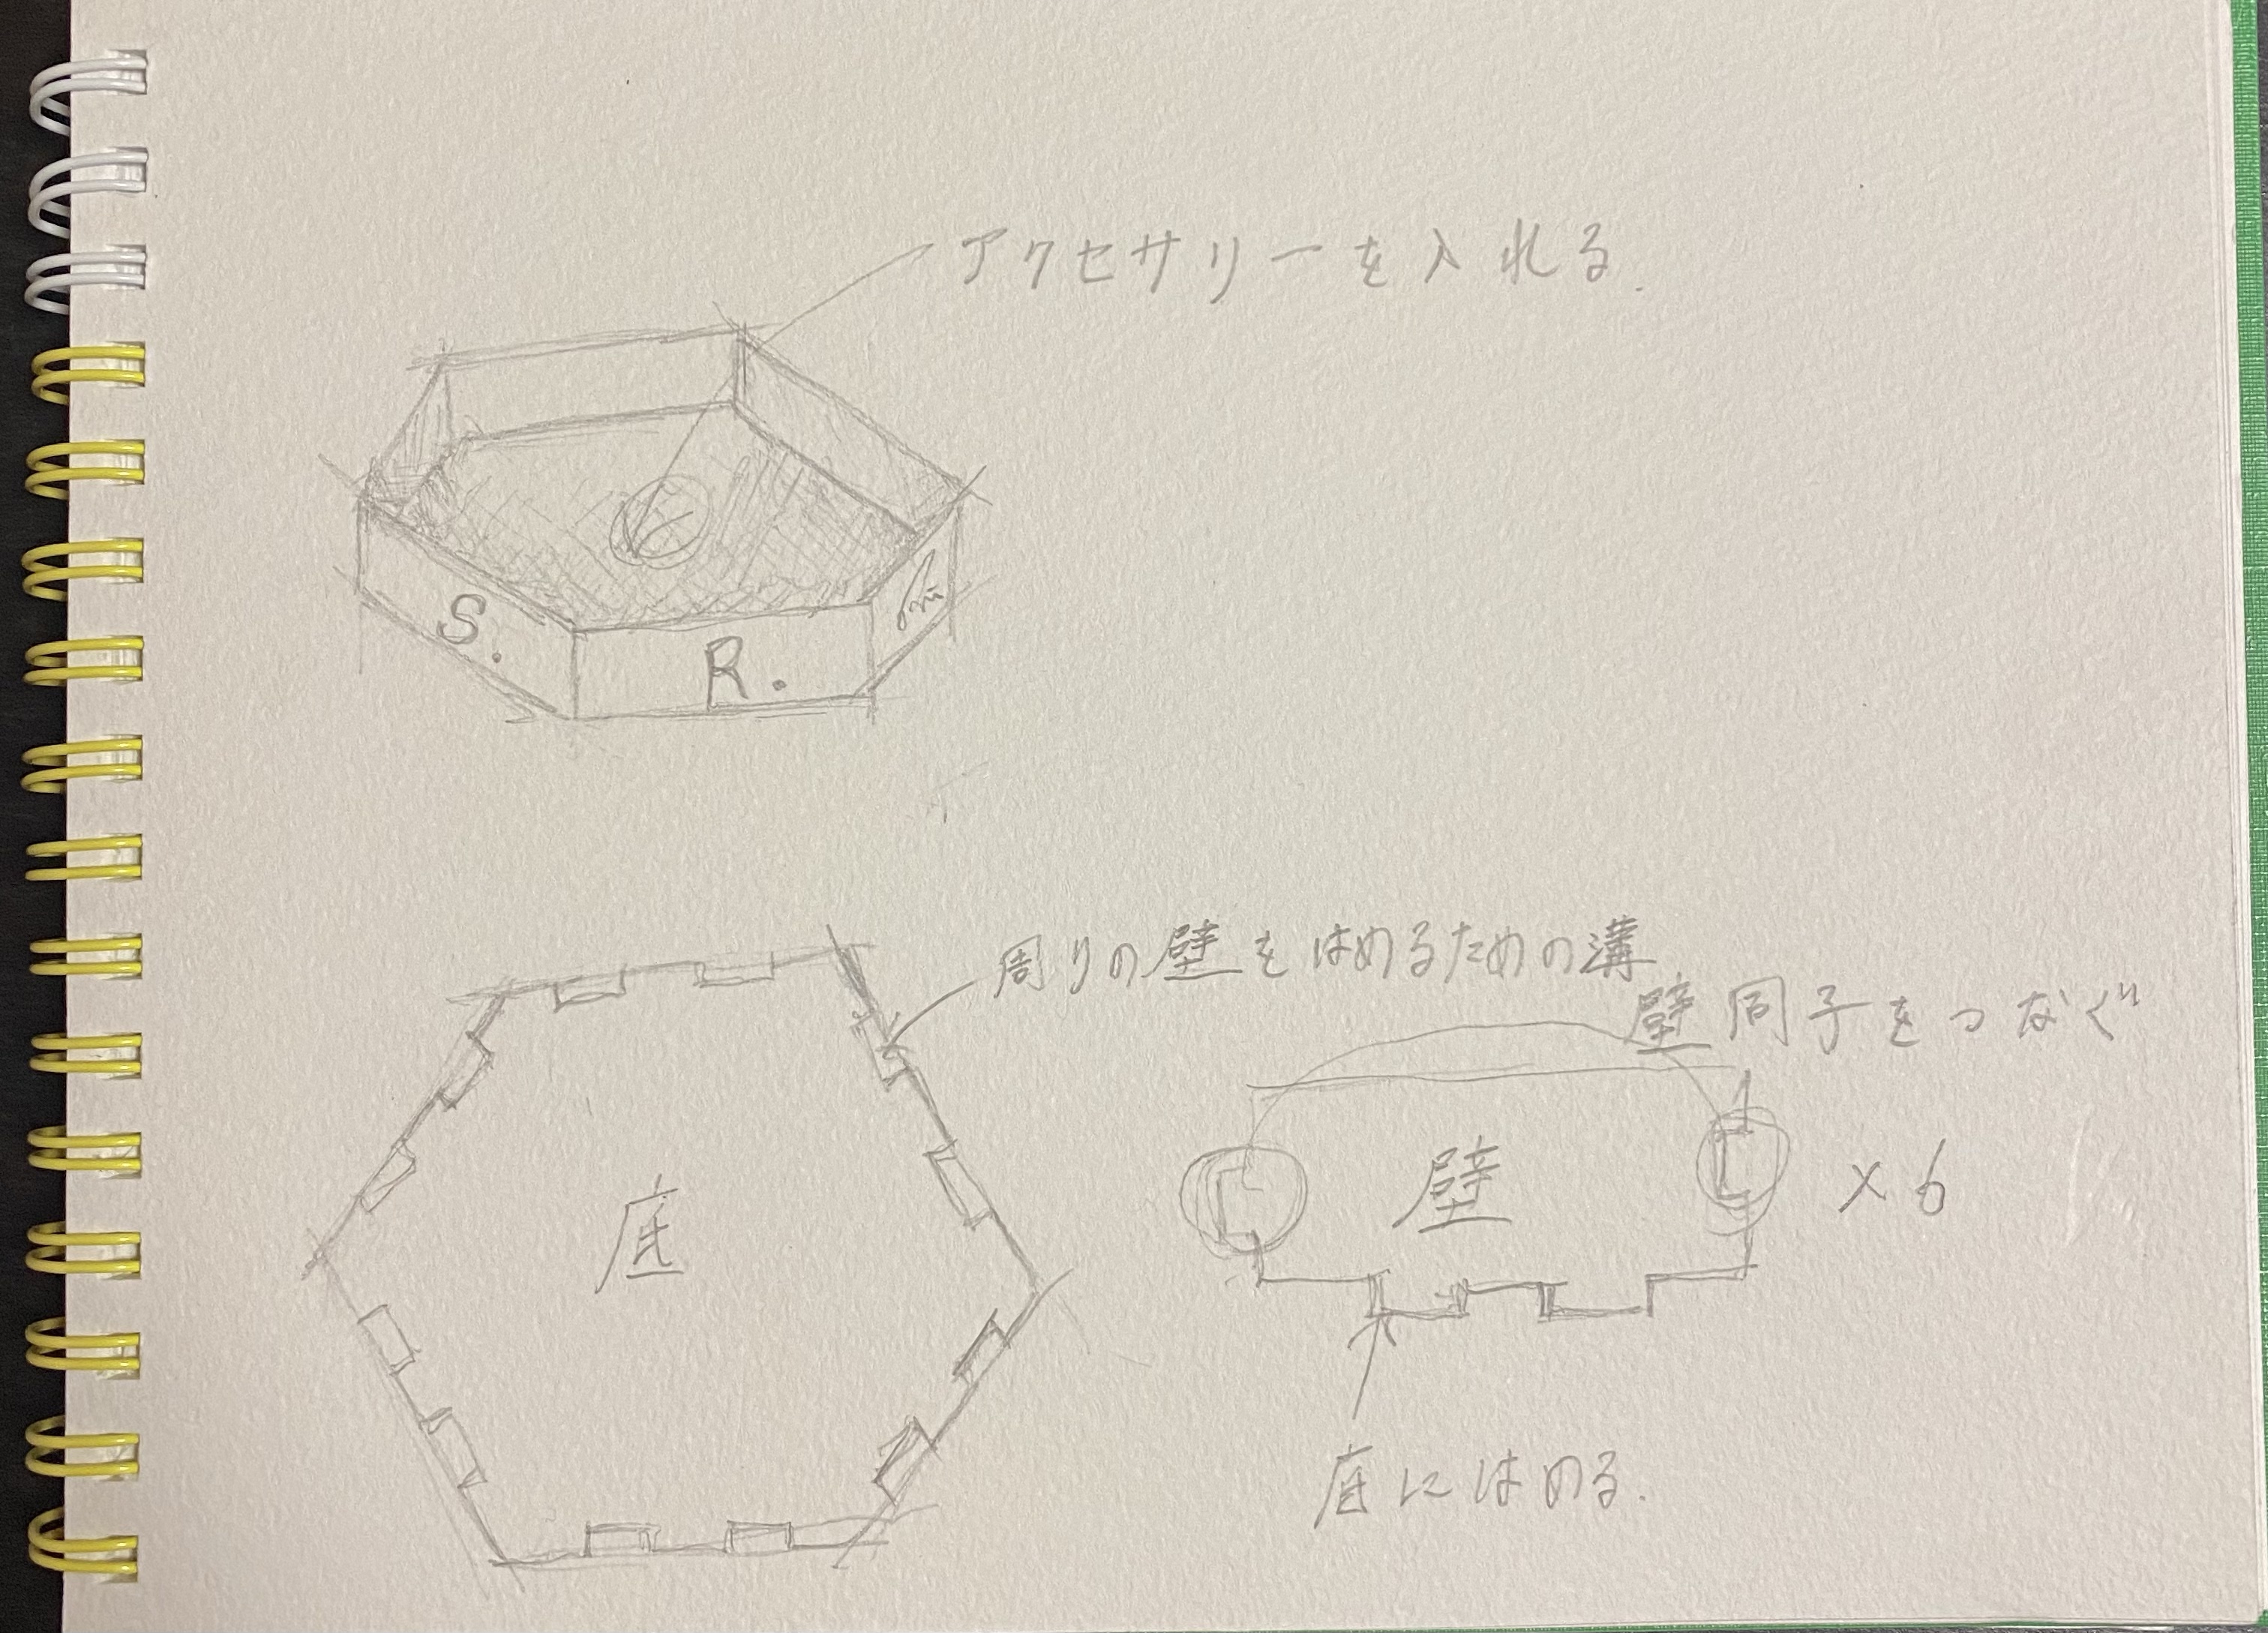 アクセサリーを入れる.
S.
R.
周りの壁をはめるための溝
壁同子をつなぐ
底
壁
×6
底にはめる.